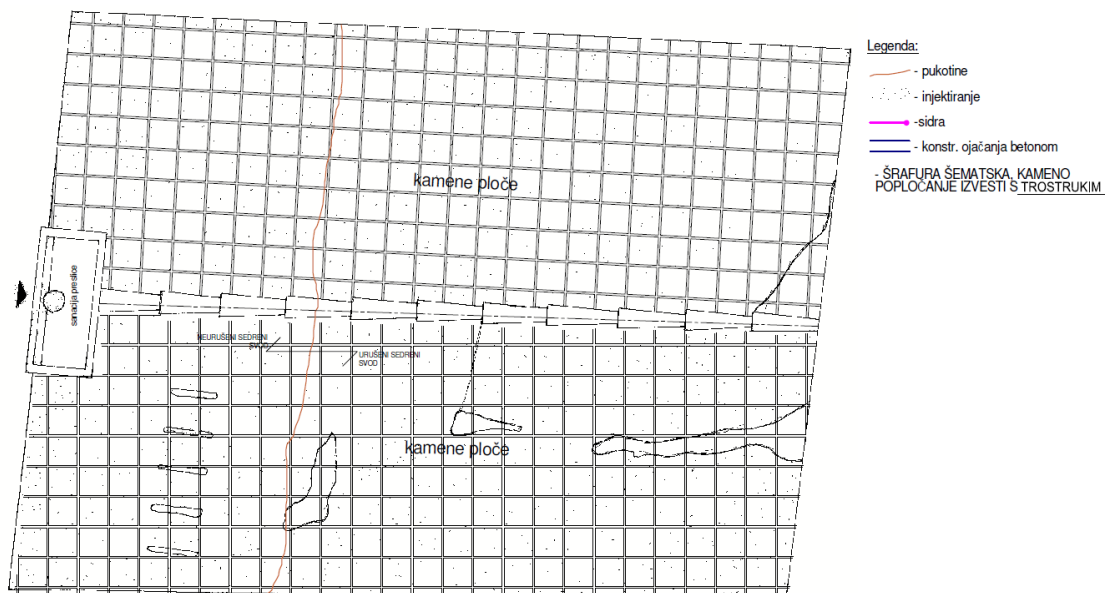 Legenda:
- pukotine
- injektiranje
-sidra
- konstr. ojačanja betonom
- ŠRAFURA ŠEMATSKA, KAMENO
POPLOČANJE IZVESTI S TROSTRUKIM
kamene ploče
sanacija prestice
NEURUŠENI SEDRENI
SVOD
URUŠENI SEDRENI
SVOD
kamene ploče